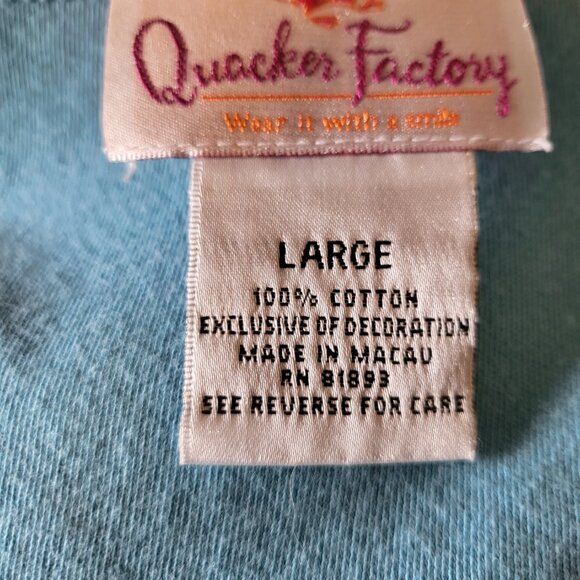 Quacker Factory
Wear it with a smile
LARGE
100% COTTON
EXCLUSIVE OF DECORATION
MADE IN MACAU
RN 81893
SEE REVERSE FOR CARE